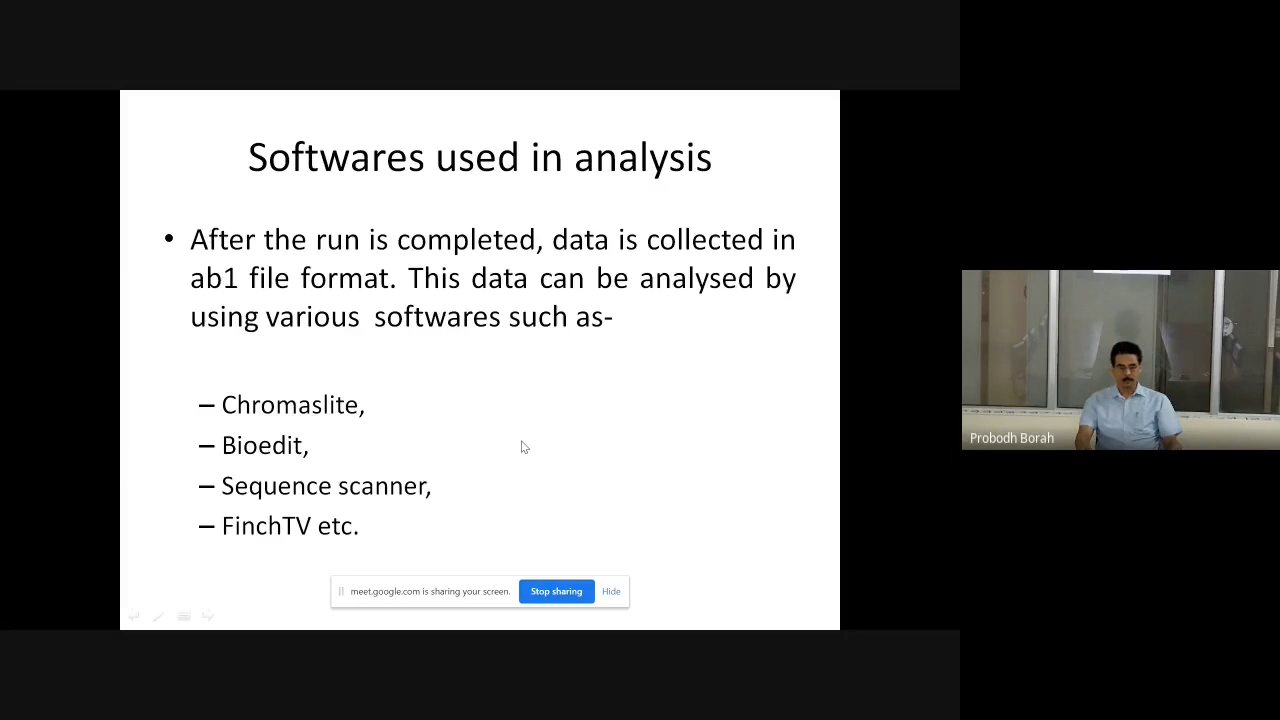 Softwares used in analysis
• After the run is completed, data is collected in
ab1 file format. This data can be analysed by
using various softwares such as-
– Chromaslite,
– Bioedit,
– Sequence scanner,
– FinchTV etc.
meet.google.com is sharing your screen. Stop sharing Hide
Probodh Borah